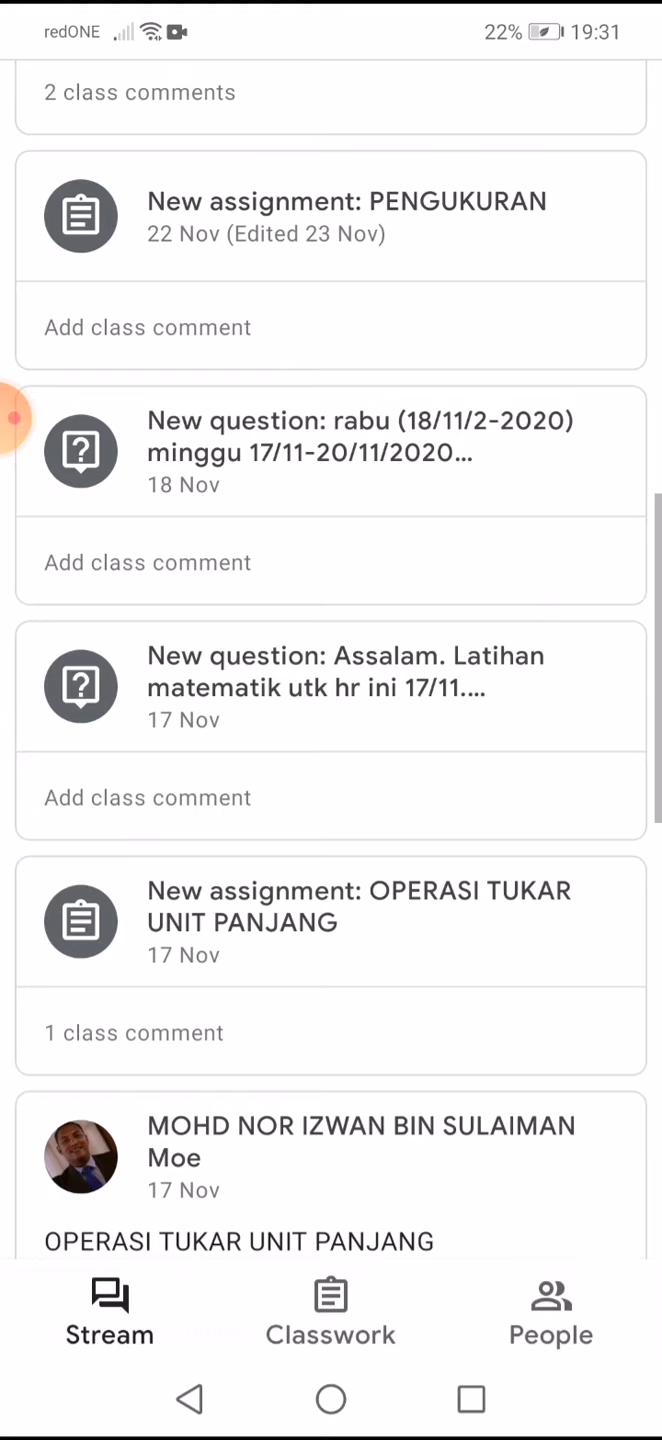 redONE 22% 19:31
2 class comments
New assignment: PENGUKURAN
22 Nov (Edited 23 Nov)
Add class comment
New question: rabu (18/11/2-2020)
minggu 17/11-20/11/2020...
18 Nov
Add class comment
New question: Assalam. Latihan
matematik utk hr ini 17/11....
17 Nov
Add class comment
New assignment: OPERASI TUKAR
UNIT PANJANG
17 Nov
1 class comment
MOHD NOR IZWAN BIN SULAIMAN
Moe
17 Nov
OPERASI TUKAR UNIT PANJANG
Stream Classwork People